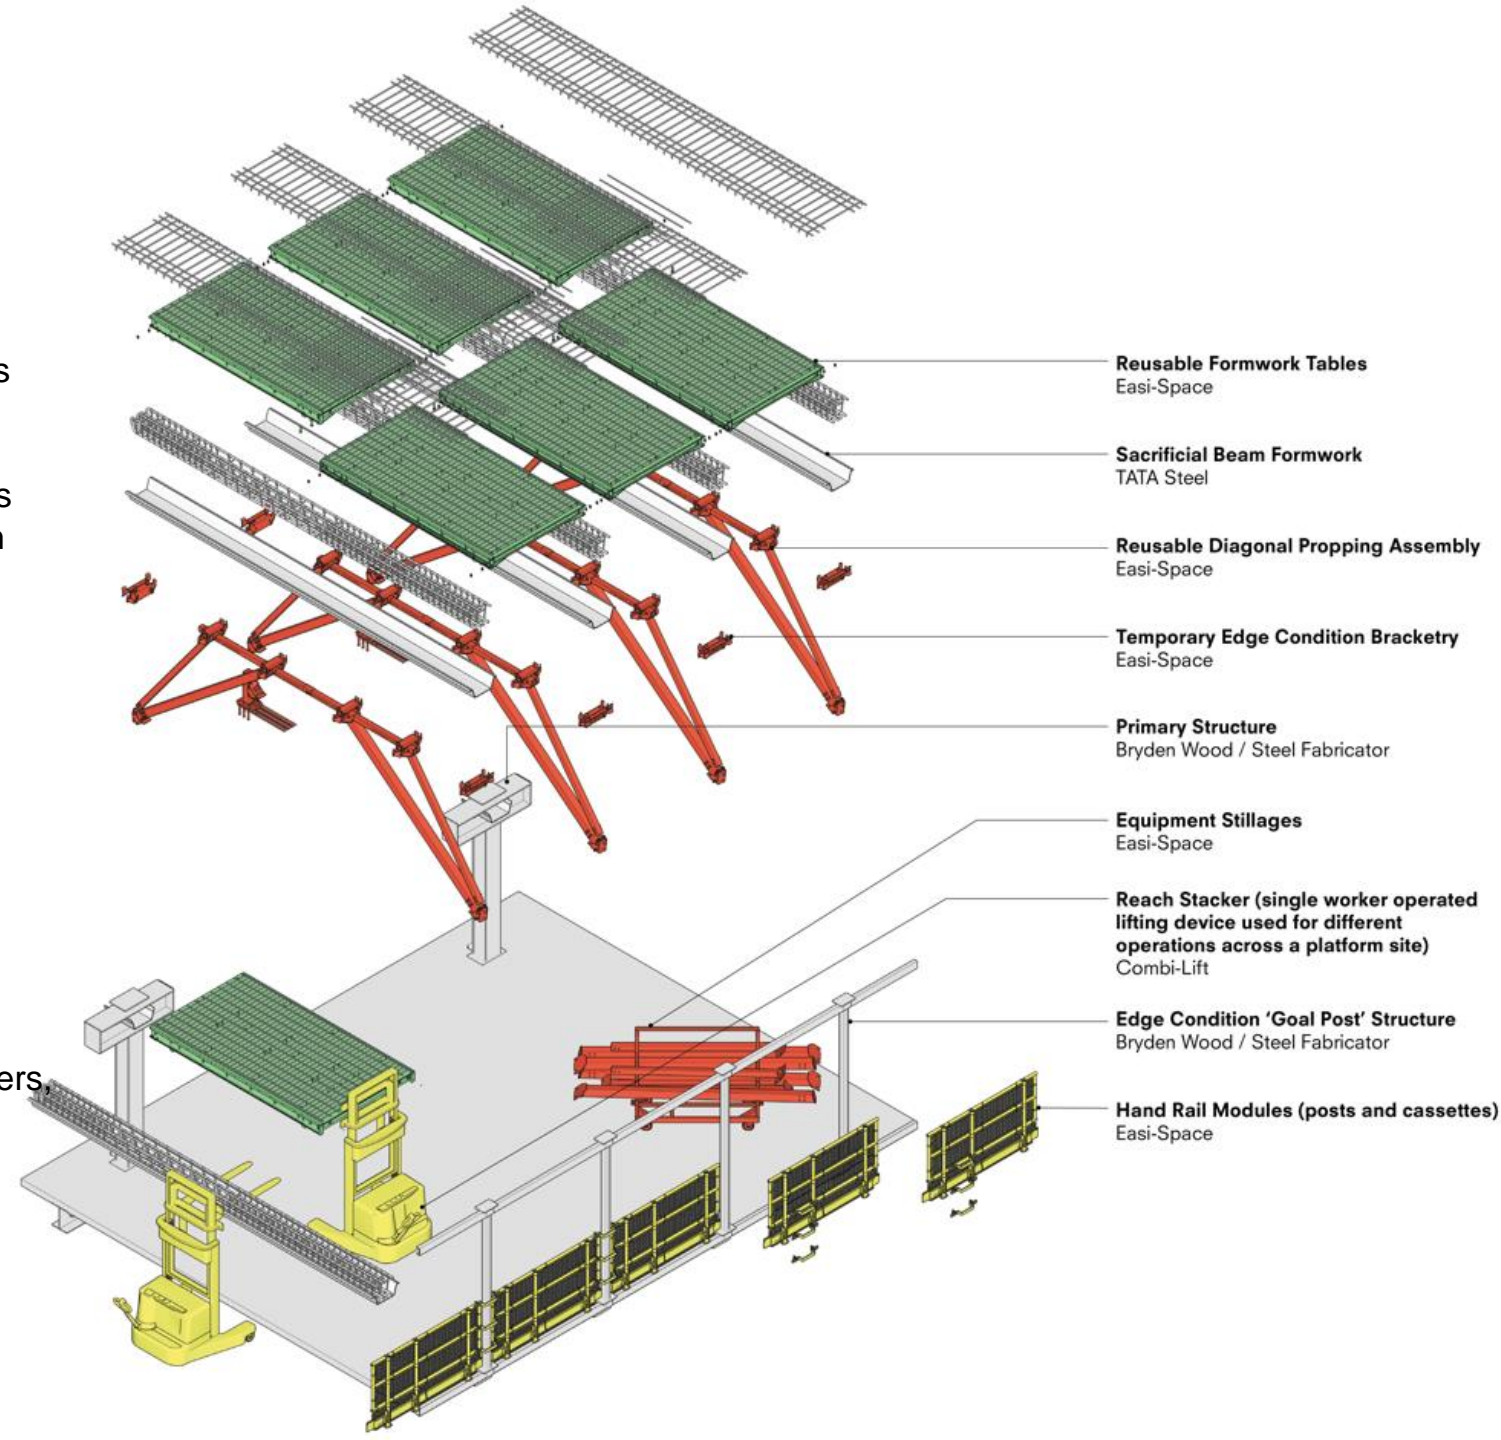 s
s
n
ers,
Reusable Formwork Tables
Easi-Space
Sacrificial Beam Formwork
TATA Steel
Reusable Diagonal Propping Assembly
Easi-Space
Temporary Edge Condition Bracketry
Easi-Space
Primary Structure
Bryden Wood / Steel Fabricator
Equipment Stillages
Easi-Space
Reach Stacker (single worker operated
lifting device used for different
operations across a platform site)
Combi-Lift
Edge Condition ‘Goal Post’ Structure
Bryden Wood / Steel Fabricator
Hand Rail Modules (posts and cassettes)
Easi-Space